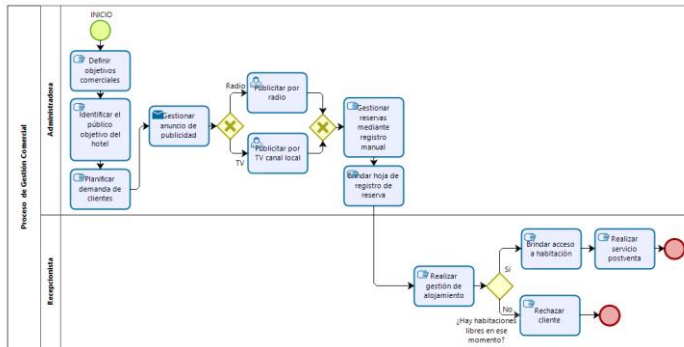 Proceso de Gestión Comercial
Administradora
INICIO
Definir
objetivos
comerciales
Identificar el
público
objetivo del
hotel
Planificar
demanda de
clientes
Gestionar
anuncio de
publicidad
Radio
TV
Publicitar por
radio
Publicitar por
TV canal local
Gestionar
reservas
mediante
registro
manual
Brindar hoja de
registro de
reserva
Recepcionista
Realizar
gestión de
alojamiento
¿Hay habitaciones
libres en ese
momento?
Sí
No
Brindar acceso
a habitación
Realizar
servicio
postventa
Rechazar
cliente